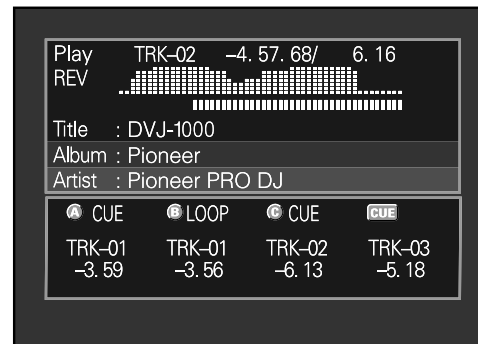 Play TRK–02 –4. 57. 68/ 6. 16
REV
Title : DVJ-1000
Album : Pioneer
Artist : Pioneer PRO DJ
A CUE B LOOP C CUE CUE
TRK–01 TRK–01 TRK–02 TRK–03
–3. 59 –3. 56 –6. 13 –5. 18